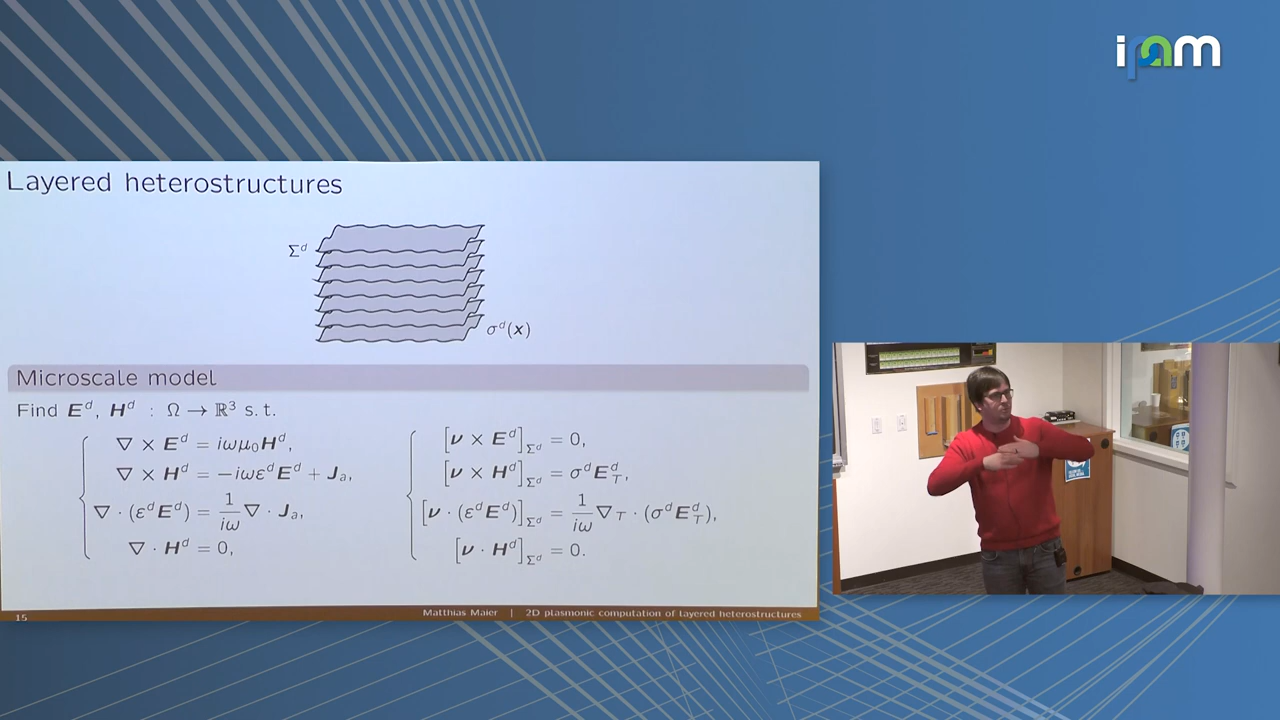 ipam
Layered heterostructures
Σᵈ
σᵈ(x)
Microscale model
Find Eᵈ, Hᵈ : Ω → ℝ³ s. t.
∇ × Eᵈ = iωμ₀Hᵈ,
∇ × Hᵈ = −iωεᵈEᵈ + Jₐ,
∇ · (εᵈEᵈ) = 1/iω ∇ · Jₐ,
∇ · Hᵈ = 0,
[ν × Eᵈ]_Σᵈ = 0,
[ν × Hᵈ]_Σᵈ = σᵈEᵈ_T,
[ν · (εᵈEᵈ)]_Σᵈ = 1/iω ∇_T · (σᵈEᵈ_T),
[ν · Hᵈ]_Σᵈ = 0.
15
Matthias Maier | 2D plasmonic computation of layered heterostructures